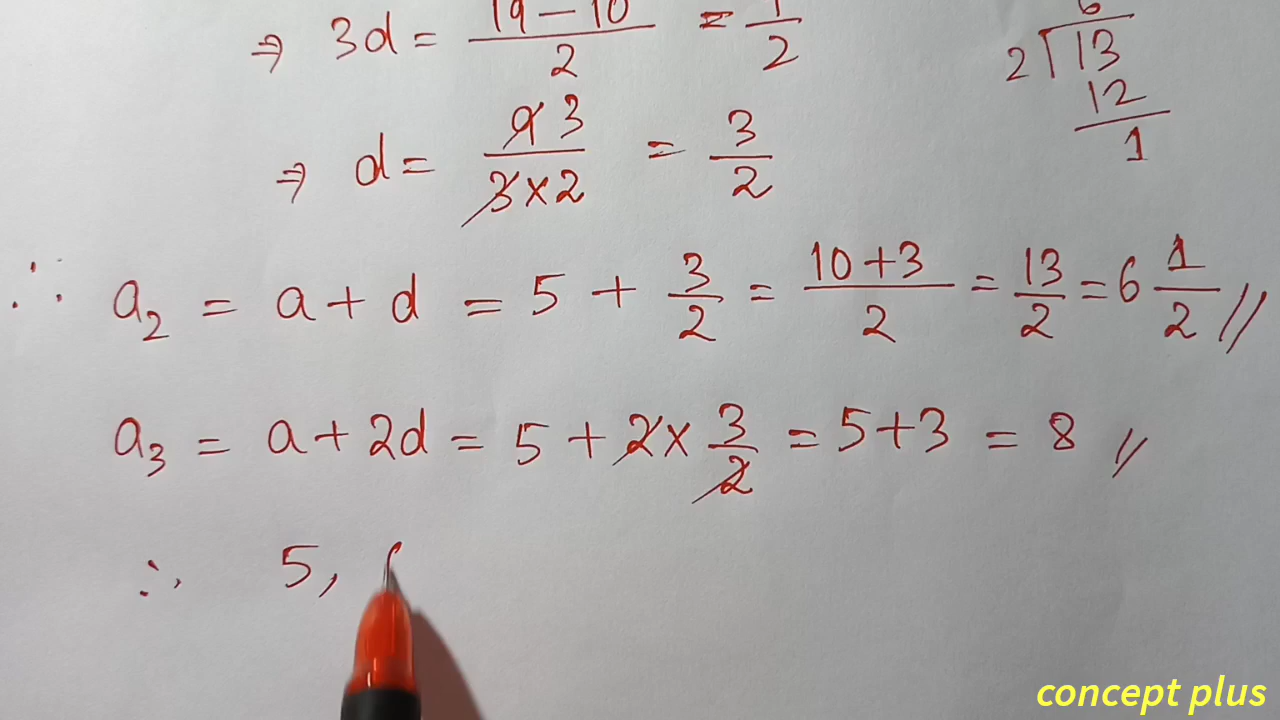 ⇒ 3d = (19 − 10)/2 = /2
2)13
12
1
⇒ d = 9 3/(3×2) = 3/2
∴ a₂ = a + d = 5 + 3/2 = (10 + 3)/2 = 13/2 = 6 1/2 //
a₃ = a + 2d = 5 + 2 × 3/2 = 5 + 3 = 8 //
∴ 5,
concept plus